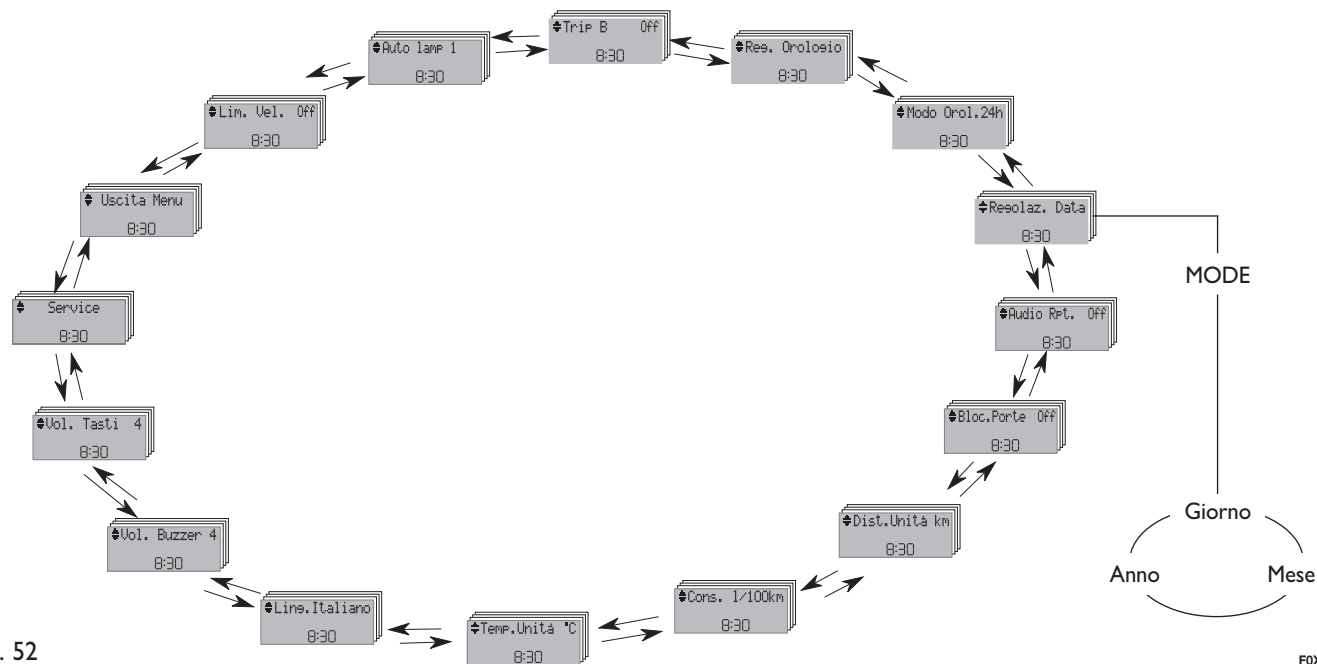 Trip B Off
8:30
Auto lamp 1
8:30
Reg. Orologio
8:30
Lim. Vel. Off
8:30
Modo Orol.24h
8:30
Uscita Menu
8:30
Regolaz. Data
8:30
MODE
Service
8:30
Audio Rpt. Off
8:30
Vol. Tasti 4
8:30
Bloc.Porte Off
8:30
Giorno
Anno
Mese
Vol. Buzzer 4
8:30
Dist.Unitá km
8:30
Ling.Italiano
8:30
Temp.Unitá °C
8:30
Cons. l/100km
8:30
. 52